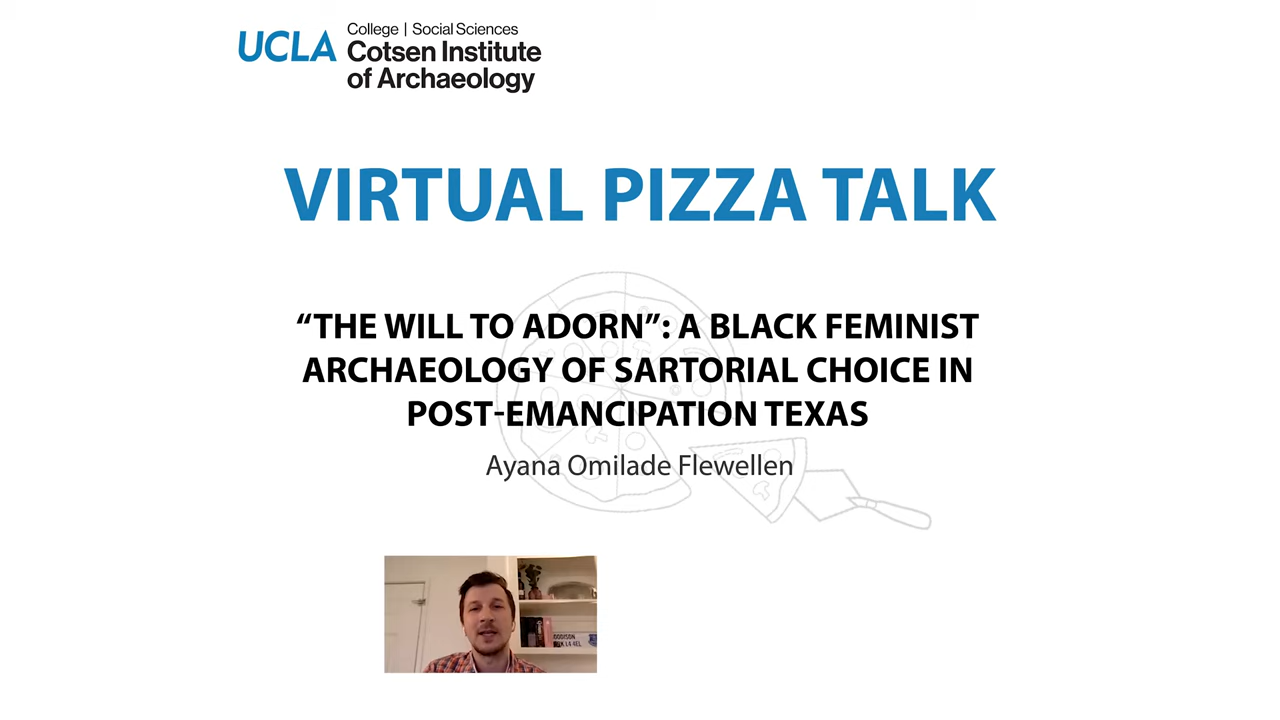 UCLA
College | Social Sciences
Cotsen Institute
of Archaeology
VIRTUAL PIZZA TALK
“THE WILL TO ADORN”: A BLACK FEMINIST
ARCHAEOLOGY OF SARTORIAL CHOICE IN
POST-EMANCIPATION TEXAS
Ayana Omilade Flewellen